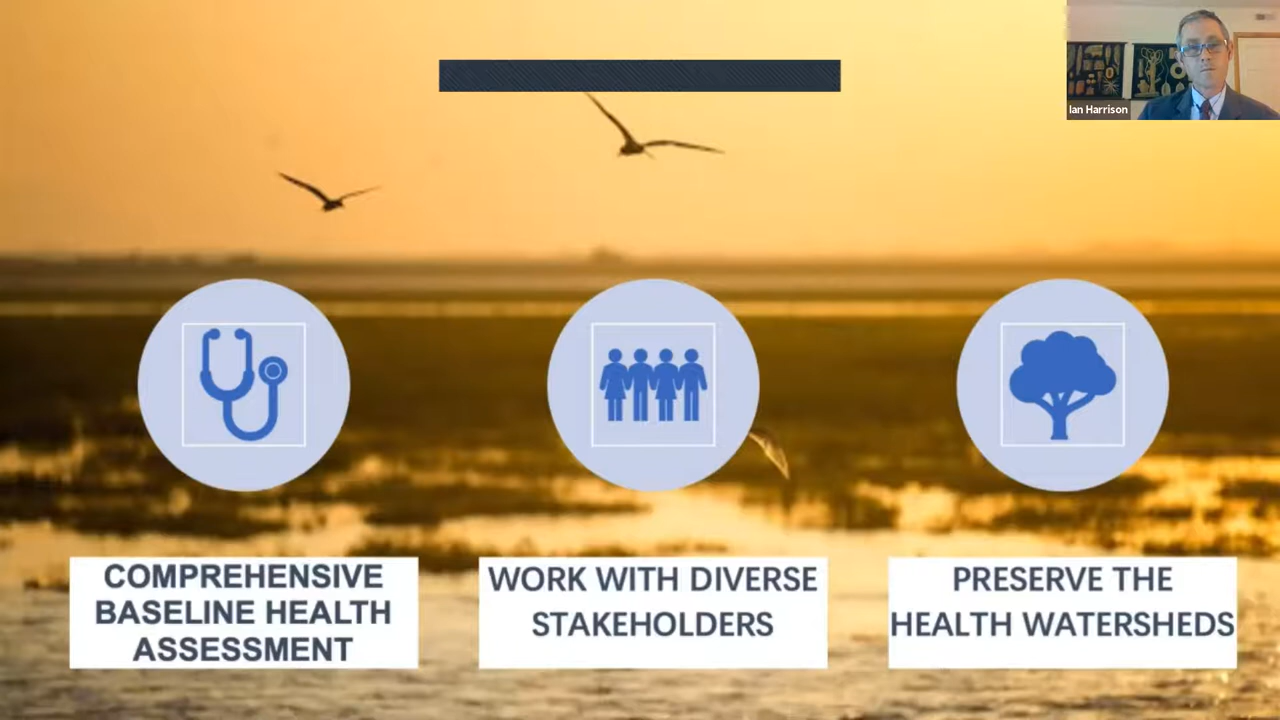 Ian Harrison
COMPREHENSIVE
BASELINE HEALTH
ASSESSMENT
WORK WITH DIVERSE
STAKEHOLDERS
PRESERVE THE
HEALTH WATERSHEDS